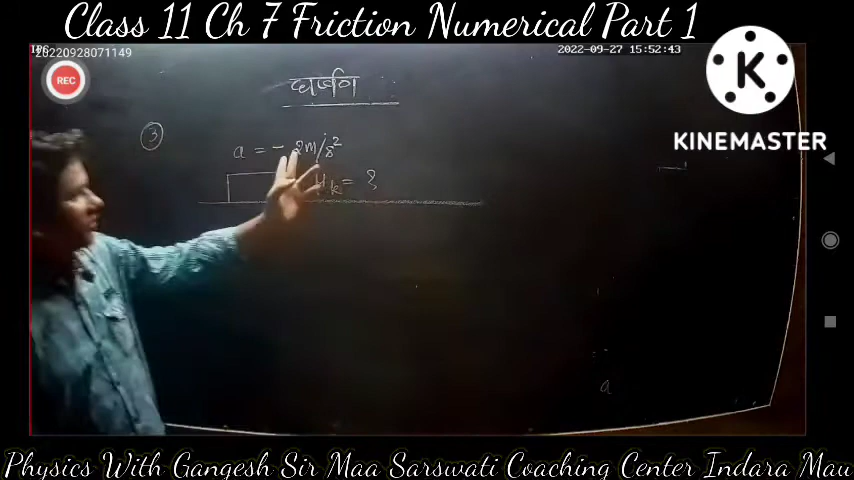 Class 11 Ch 7 Friction Numerical Part 1
20220928071149
2022-09-27 15:52:43
REC
K
KINEMASTER
घर्षण
3
a = - 2m/s²
μk = ?
a
Physics With Gangesh Sir Maa Sarswati Coaching Center Indara Mau